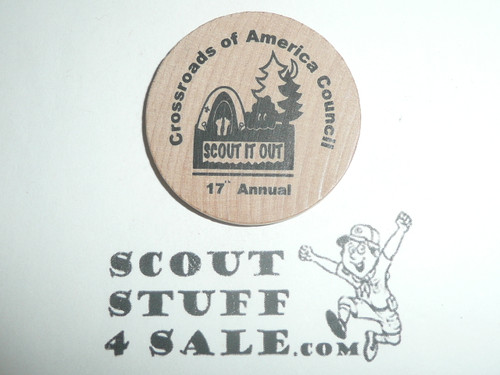 Crossroads of America Council
SCOUT IT OUT
17th Annual
SCOUT
STUFF
4 SALE.COM